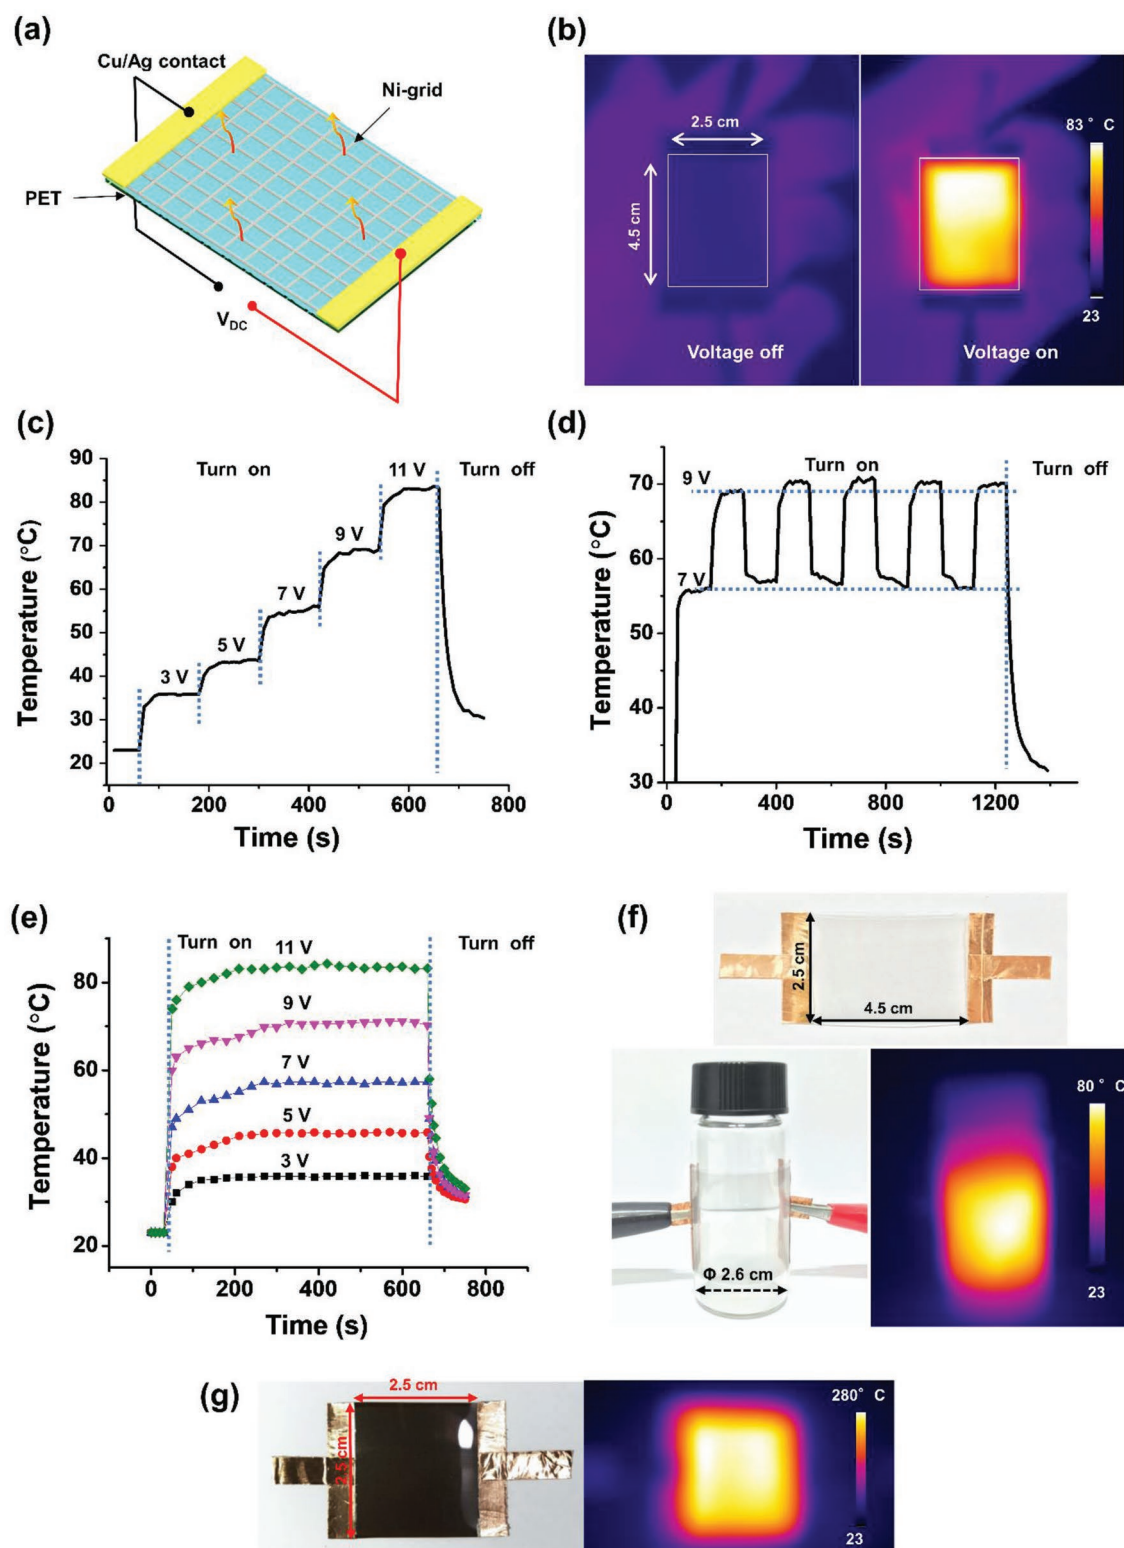 (a)
Cu/Ag contact
Ni-grid
PET
V_DC
(b)
2.5 cm
4.5 cm
Voltage off
Voltage on
83 ° C
23
(c)
Temperature (°C)
90
80
70
60
50
40
30
20
Turn on
Turn off
3 V
5 V
7 V
9 V
11 V
0 200 400 600 800
Time (s)
(d)
Temperature (°C)
70
60
50
40
30
9 V
7 V
Turn on
Turn off
0 400 800 1200
Time (s)
(e)
Temperature (°C)
80
60
40
20
Turn on
Turn off
11 V
9 V
7 V
5 V
3 V
0 200 400 600 800
Time (s)
(f)
2.5 cm
4.5 cm
Φ 2.6 cm
80 ° C
23
(g)
2.5 cm
2.5 cm
280° C
23